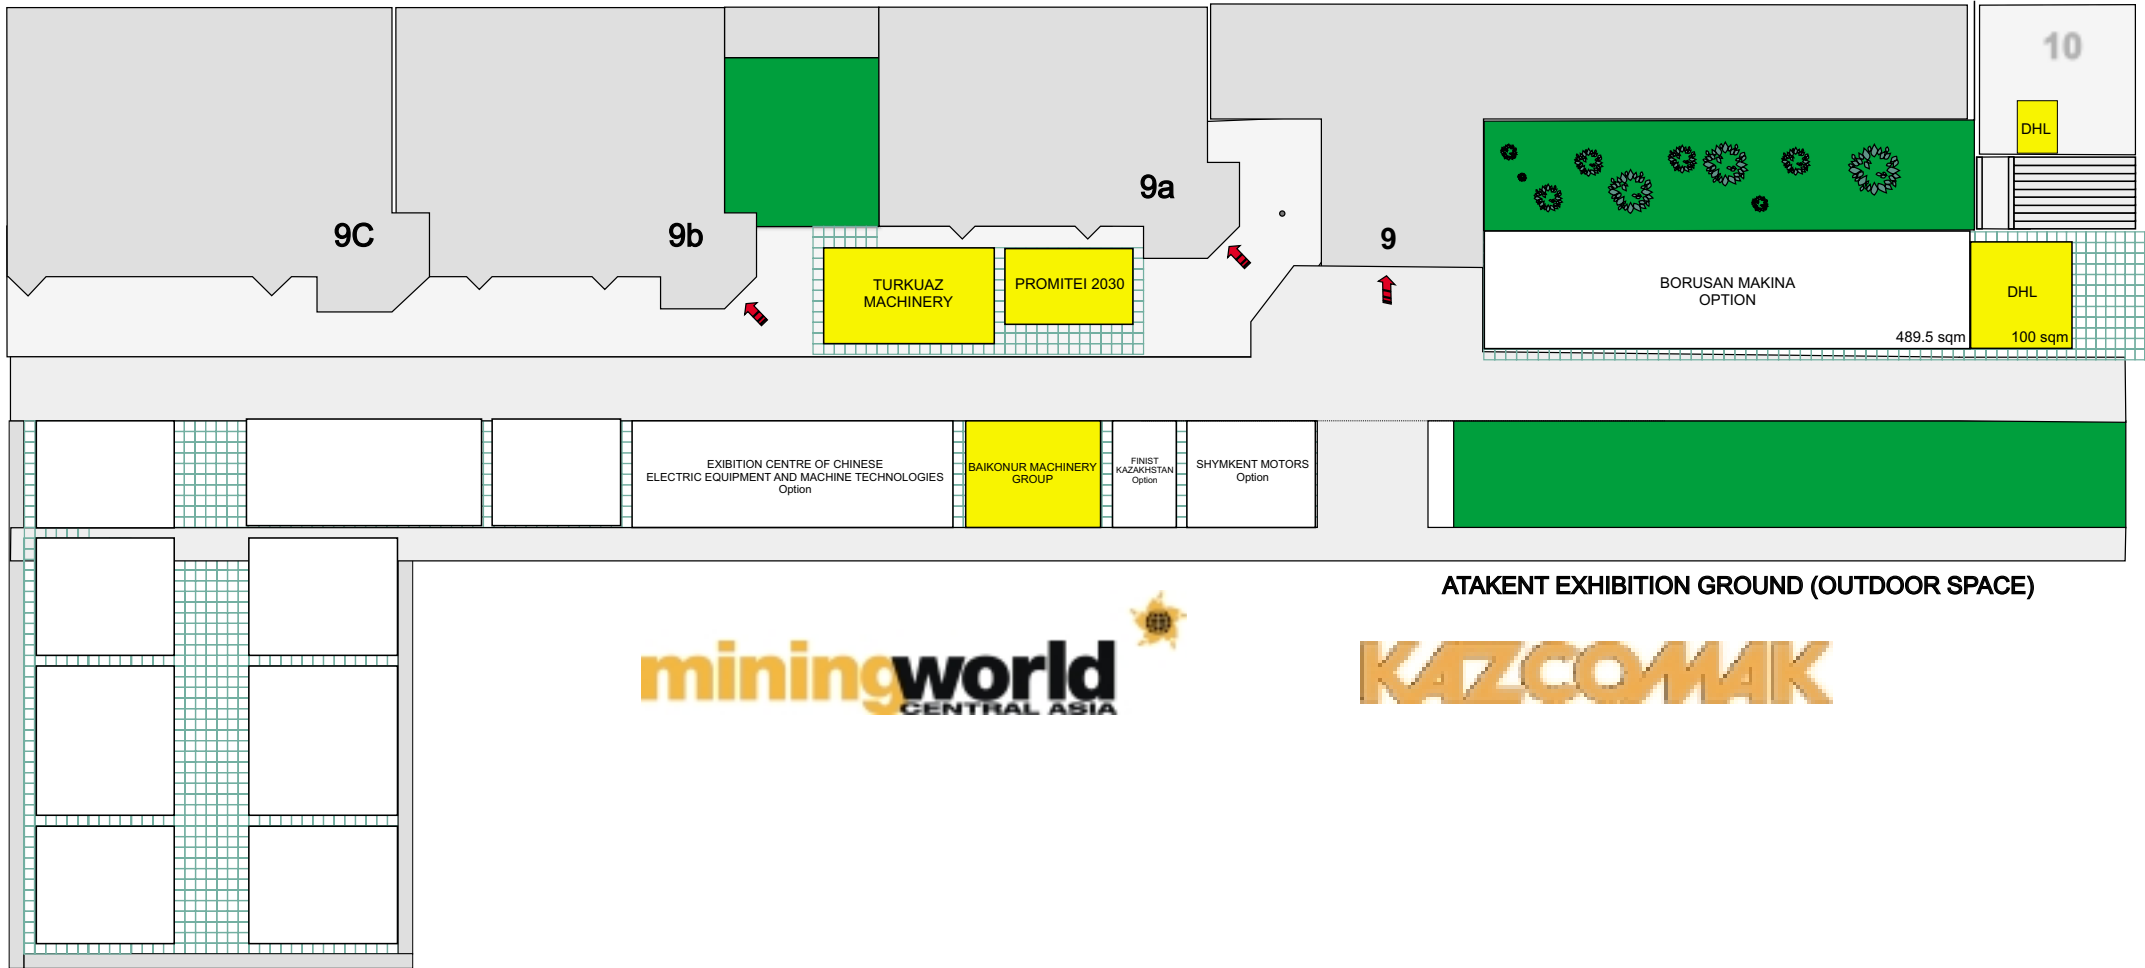 10
DHL
9a
9C
9b
9
TURKUAZ
MACHINERY
PROMITEI 2030
BORUSAN MAKINA
OPTION
489.5 sqm
DHL
100 sqm
EXIBITION CENTRE OF CHINESE
ELECTRIC EQUIPMENT AND MACHINE TECHNOLOGIES
Option
BAIKONUR MACHINERY
GROUP
FINIST
KAZAKHSTAN
Option
SHYMKENT MOTORS
Option
ATAKENT EXHIBITION GROUND (OUTDOOR SPACE)
miningworld
CENTRAL ASIA
KAZCOMAK